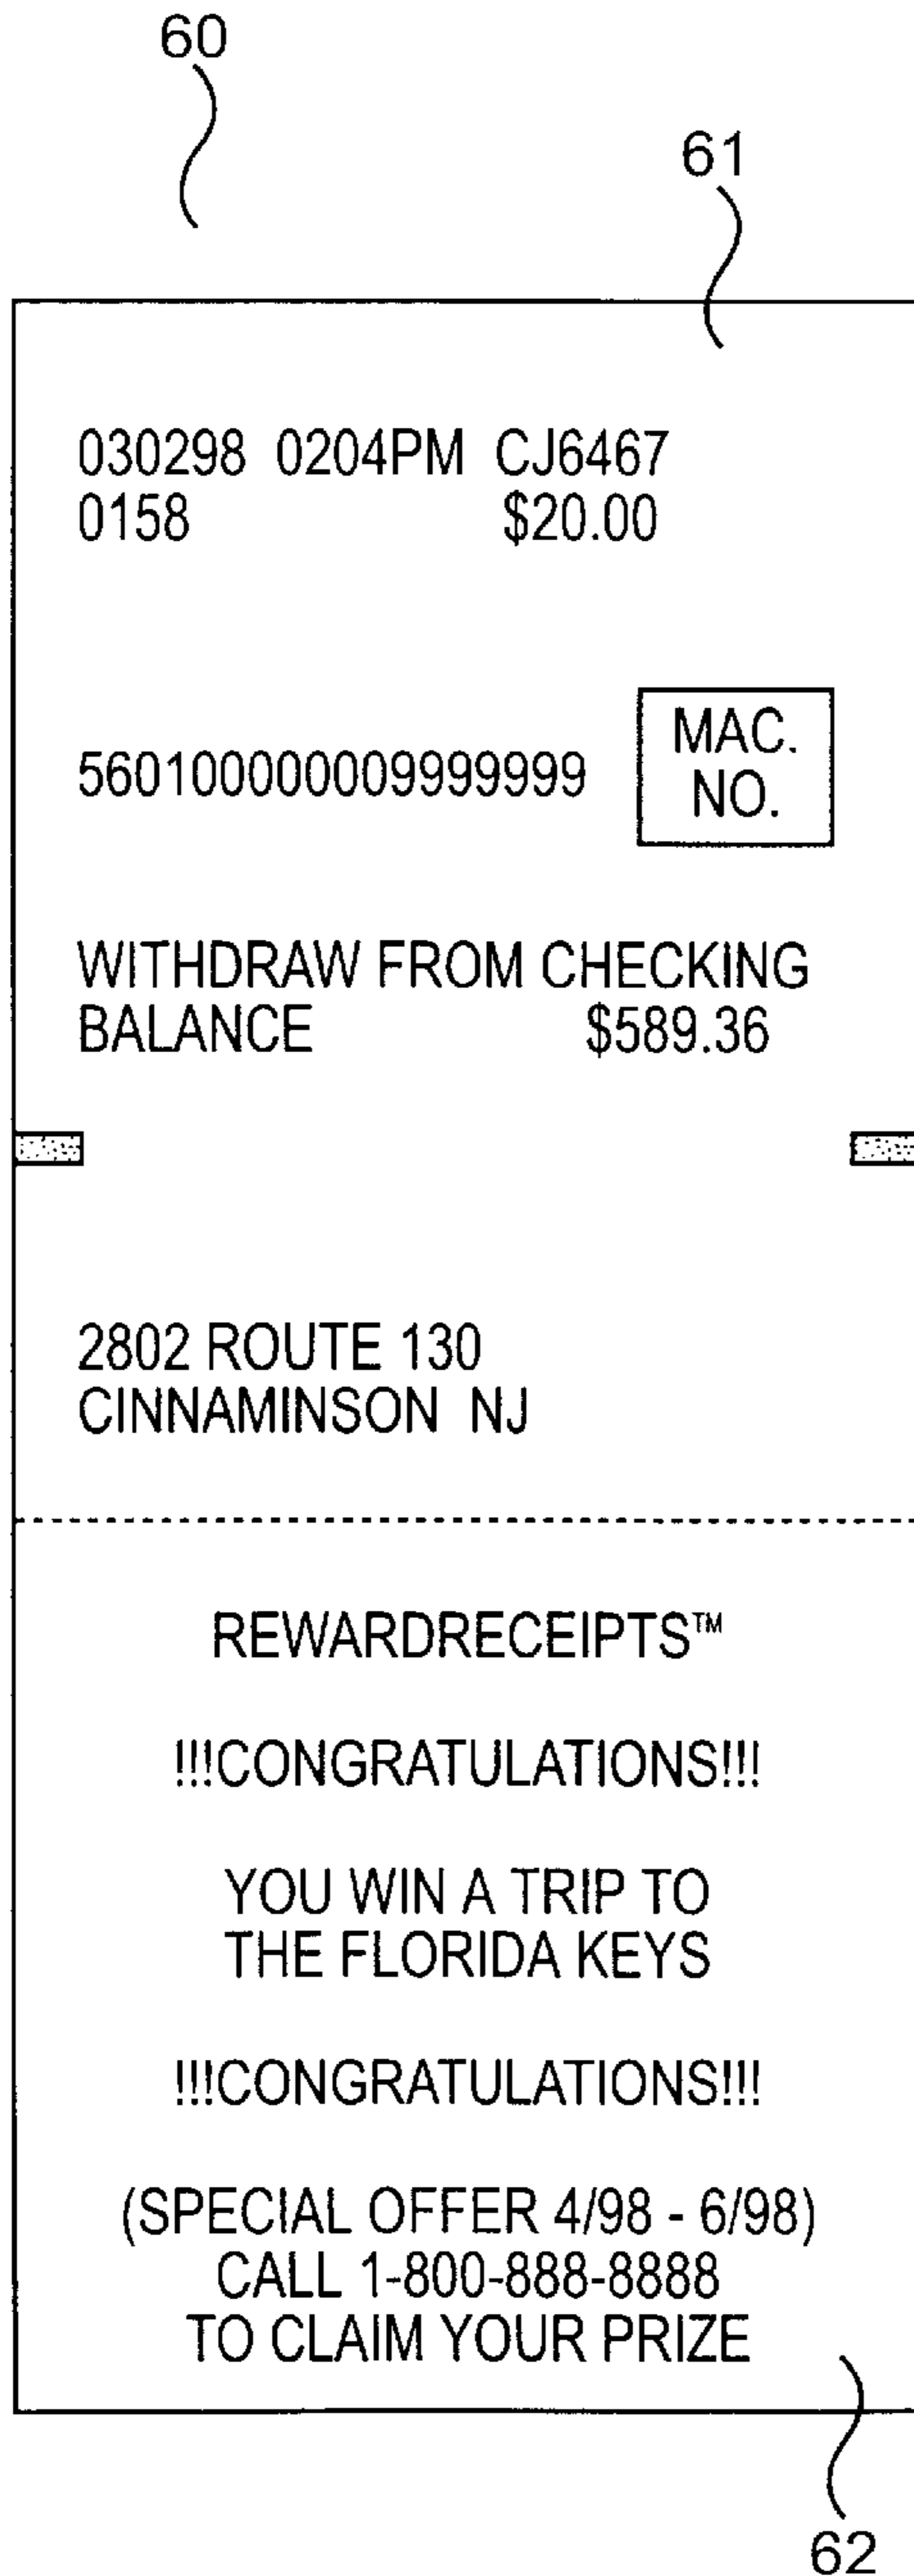 60
61
030298 0204PM CJ6467
0158 $20.00
5601000000009999999
MAC.
NO.
WITHDRAW FROM CHECKING
BALANCE $589.36
2802 ROUTE 130
CINNAMINSON NJ
REWARDRECEIPTS™
!!!CONGRATULATIONS!!!
YOU WIN A TRIP TO
THE FLORIDA KEYS
!!!CONGRATULATIONS!!!
(SPECIAL OFFER 4/98 - 6/98)
CALL 1-800-888-8888
TO CLAIM YOUR PRIZE
62